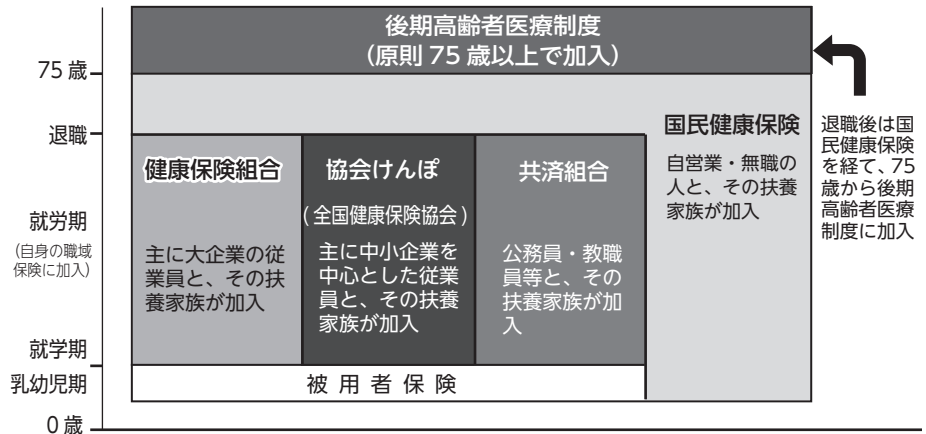 後期高齢者医療制度
(原則 75 歳以上で加入)
75 歳
退職
就労期
(自身の職域
保険に加入)
就学期
乳幼児期
0 歳
健康保険組合
主に大企業の従
業員と、その扶
養家族が加入
協会けんぽ
(全国健康保険協会)
主に中小企業を
中心とした従業
員と、その扶養
家族が加入
共済組合
公務員・教職
員等と、その
扶養家族が加
入
被用者保険
国民健康保険
自営業・無職の
人と、その扶養
家族が加入
退職後は国
民健康保険
を経て、75
歳から後期
高齢者医療
制度に加入